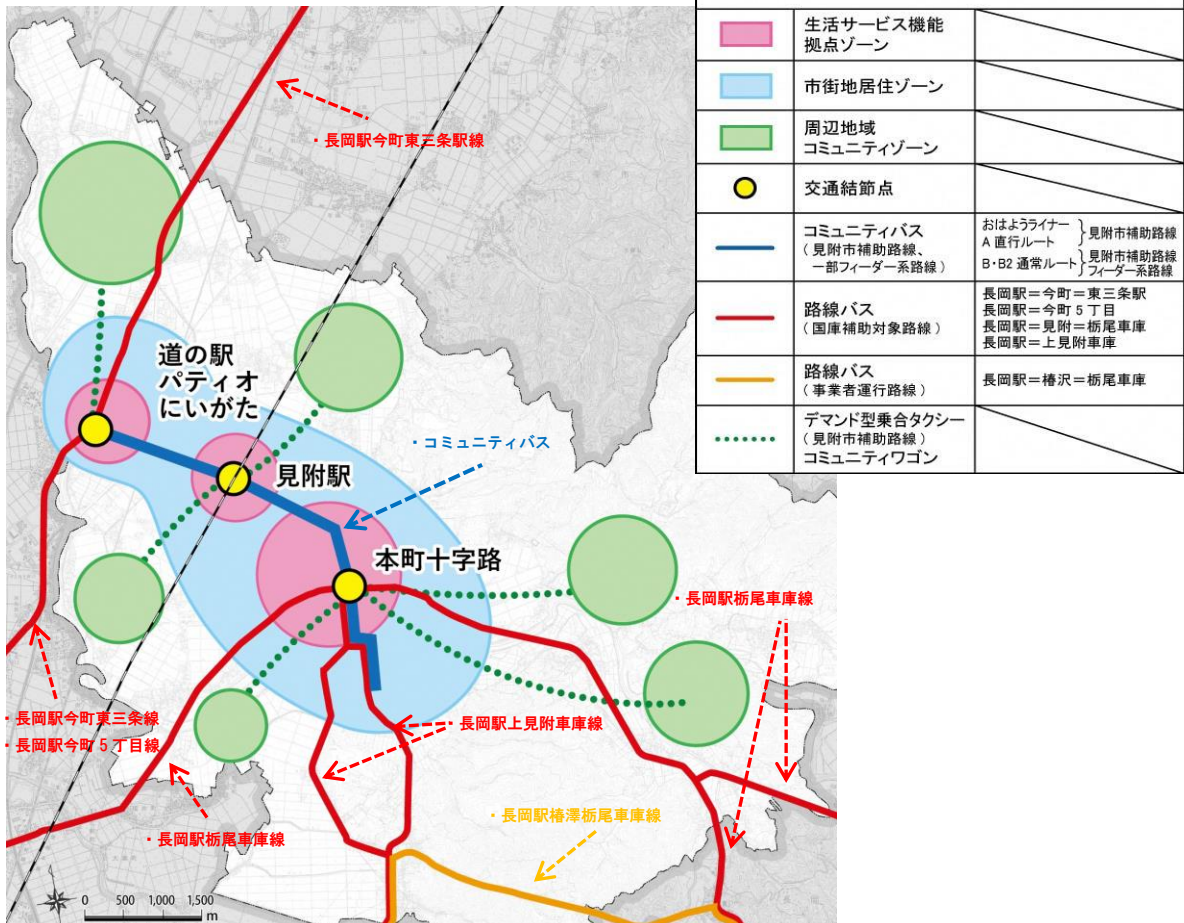 生活サービス機能
拠点ゾーン
市街地居住ゾーン
周辺地域
コミュニティゾーン
交通結節点
コミュニティバス
（見附市補助路線、
一部フィーダー系路線）
おはようライナー
A 直行ルート
見附市補助路線
B・B2 通常ルート
見附市補助路線
フィーダー系路線
路線バス
（国庫補助対象路線）
長岡駅＝今町＝東三条駅
長岡駅＝今町５丁目
長岡駅＝見附＝栃尾車庫
長岡駅＝上見附車庫
路線バス
（事業者運行路線）
長岡駅＝椿沢＝栃尾車庫
デマンド型乗合タクシー
（見附市補助路線）
コミュニティワゴン
・長岡駅今町東三条駅線
道の駅
パティオ
にいがた
・コミュニティバス
見附駅
本町十字路
・長岡駅栃尾車庫線
・長岡駅今町東三条線
・長岡駅今町５丁目線
・長岡駅上見附車庫線
・長岡駅栃尾車庫線
・長岡駅椿澤栃尾車庫線
0 500 1,000 1,500
m